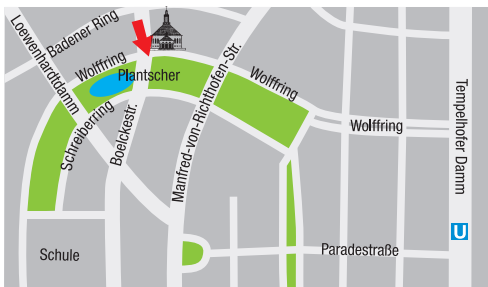 Loewenhardtdamm
Badener Ring
Wolffring
Plantscher
Schreiberring
Boelckestr.
Manfred-von-Richthofen-Str.
Wolffring
Wolffring
Tempelhofer Damm
U
Schule
Paradestraße